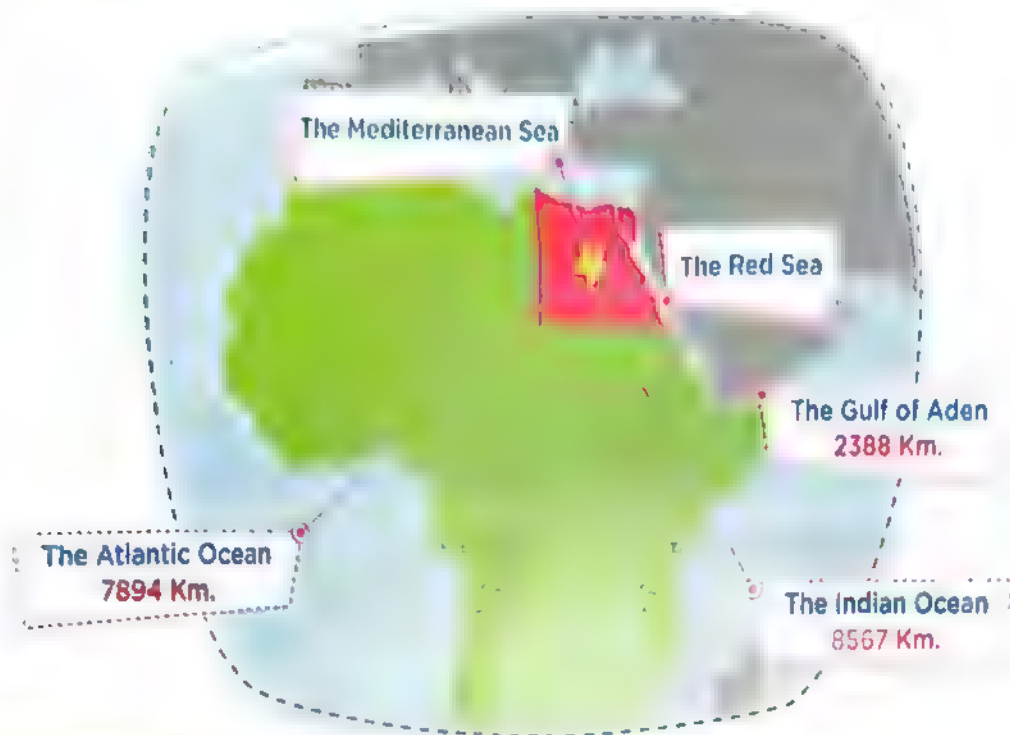 The Mediterranean Sea
The Red Sea
The Gulf of Aden
2388 Km.
The Atlantic Ocean
7894 Km.
The Indian Ocean
8567 Km.